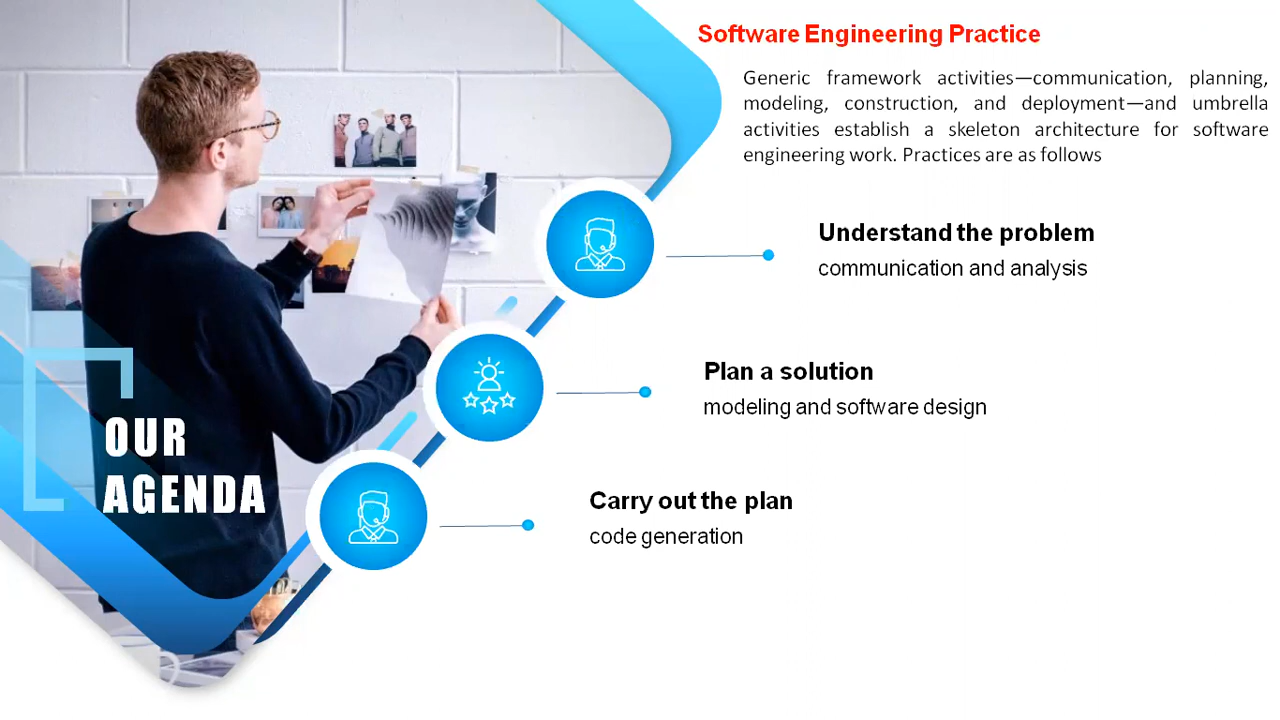 Software Engineering Practice
Generic framework activities—communication, planning,
modeling, construction, and deployment—and umbrella
activities establish a skeleton architecture for software
engineering work. Practices are as follows
Understand the problem
communication and analysis
Plan a solution
modeling and software design
Carry out the plan
code generation
OUR
AGENDA